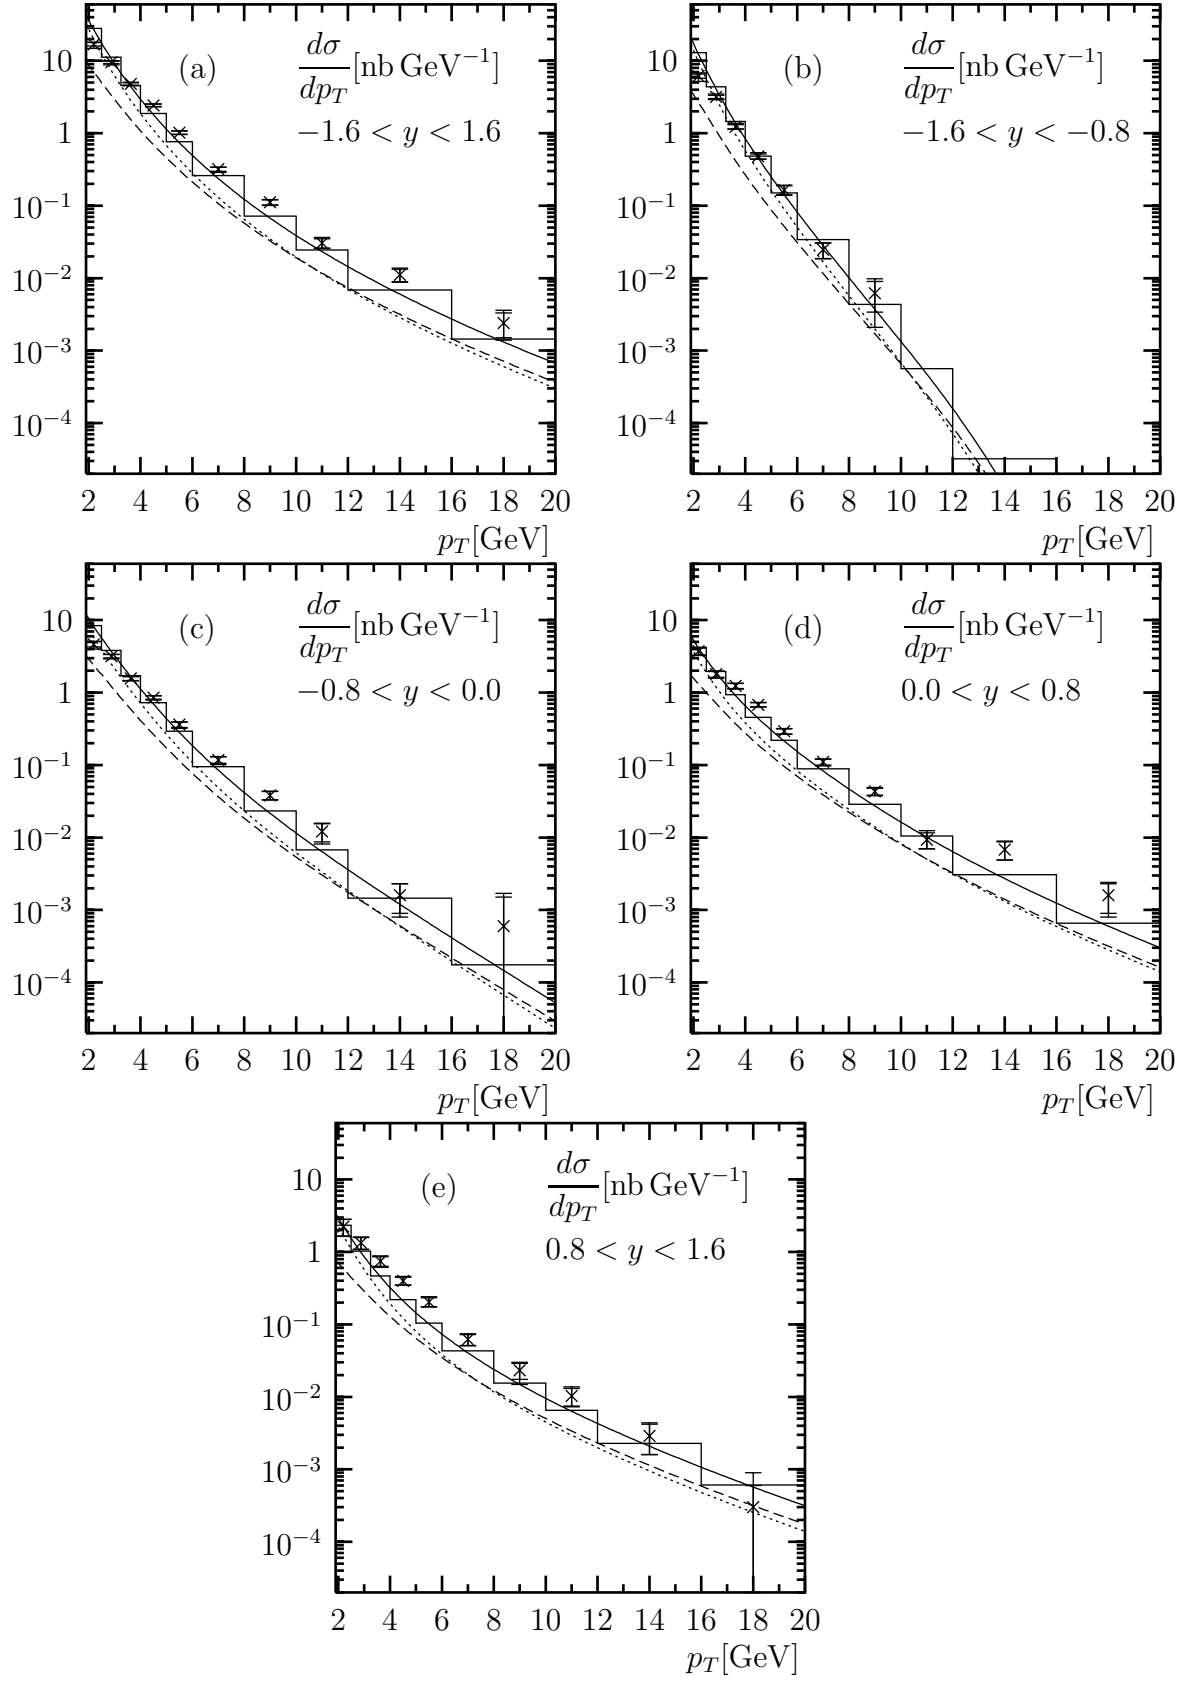 (a) dσ/dp_T [nb GeV⁻¹]
−1.6 < y < 1.6
10
1
10⁻¹
10⁻²
10⁻³
10⁻⁴
2 4 6 8 10 12 14 16 18 20
p_T [GeV]
(b) dσ/dp_T [nb GeV⁻¹]
−1.6 < y < −0.8
10
1
10⁻¹
10⁻²
10⁻³
10⁻⁴
2 4 6 8 10 12 14 16 18 20
p_T [GeV]
(c) dσ/dp_T [nb GeV⁻¹]
−0.8 < y < 0.0
10
1
10⁻¹
10⁻²
10⁻³
10⁻⁴
2 4 6 8 10 12 14 16 18 20
p_T [GeV]
(d) dσ/dp_T [nb GeV⁻¹]
0.0 < y < 0.8
10
1
10⁻¹
10⁻²
10⁻³
10⁻⁴
2 4 6 8 10 12 14 16 18 20
p_T [GeV]
(e) dσ/dp_T [nb GeV⁻¹]
0.8 < y < 1.6
10
1
10⁻¹
10⁻²
10⁻³
10⁻⁴
2 4 6 8 10 12 14 16 18 20
p_T [GeV]